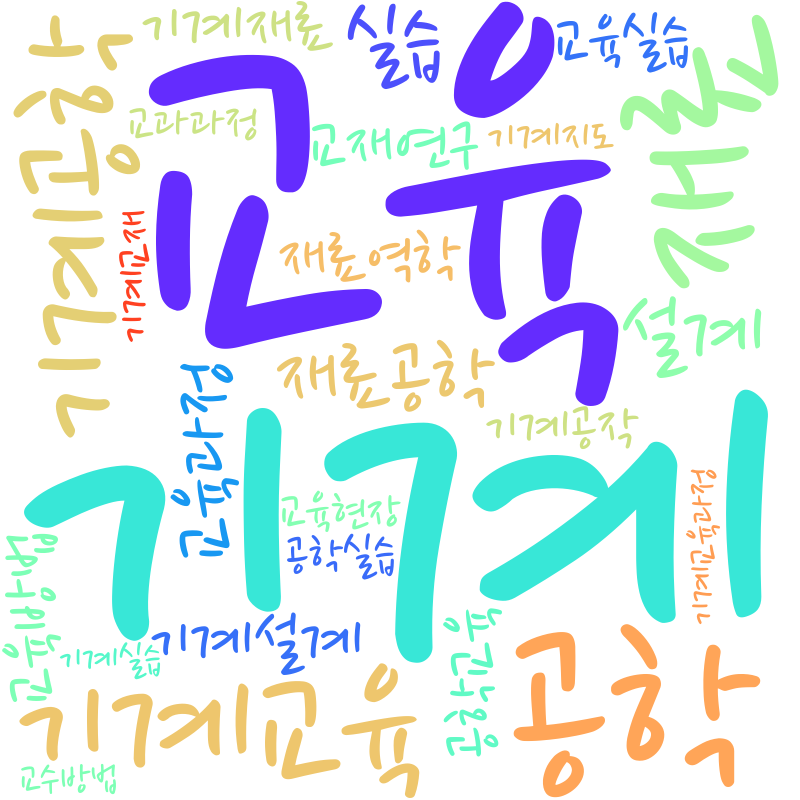 기계재료
실습
교육실습
교육
기계공학
재료
교과과정
교재연구
기계지도
기계교재
재료역학
설계
재료공학
교육과정
기계공작
기계
교육현장
공학실습
기계교육과정
교육방법
기계설계
기계실습
공학교육
공학
기계교육
교수방법